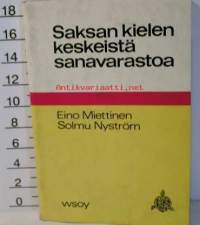 18
16
14
12
10
8
6
4
2
0
Saksan kielen
keskeistä
sanavarastoa
Antikvariaatti.net
Eino Miettinen
Solmu Nyström
wsoy